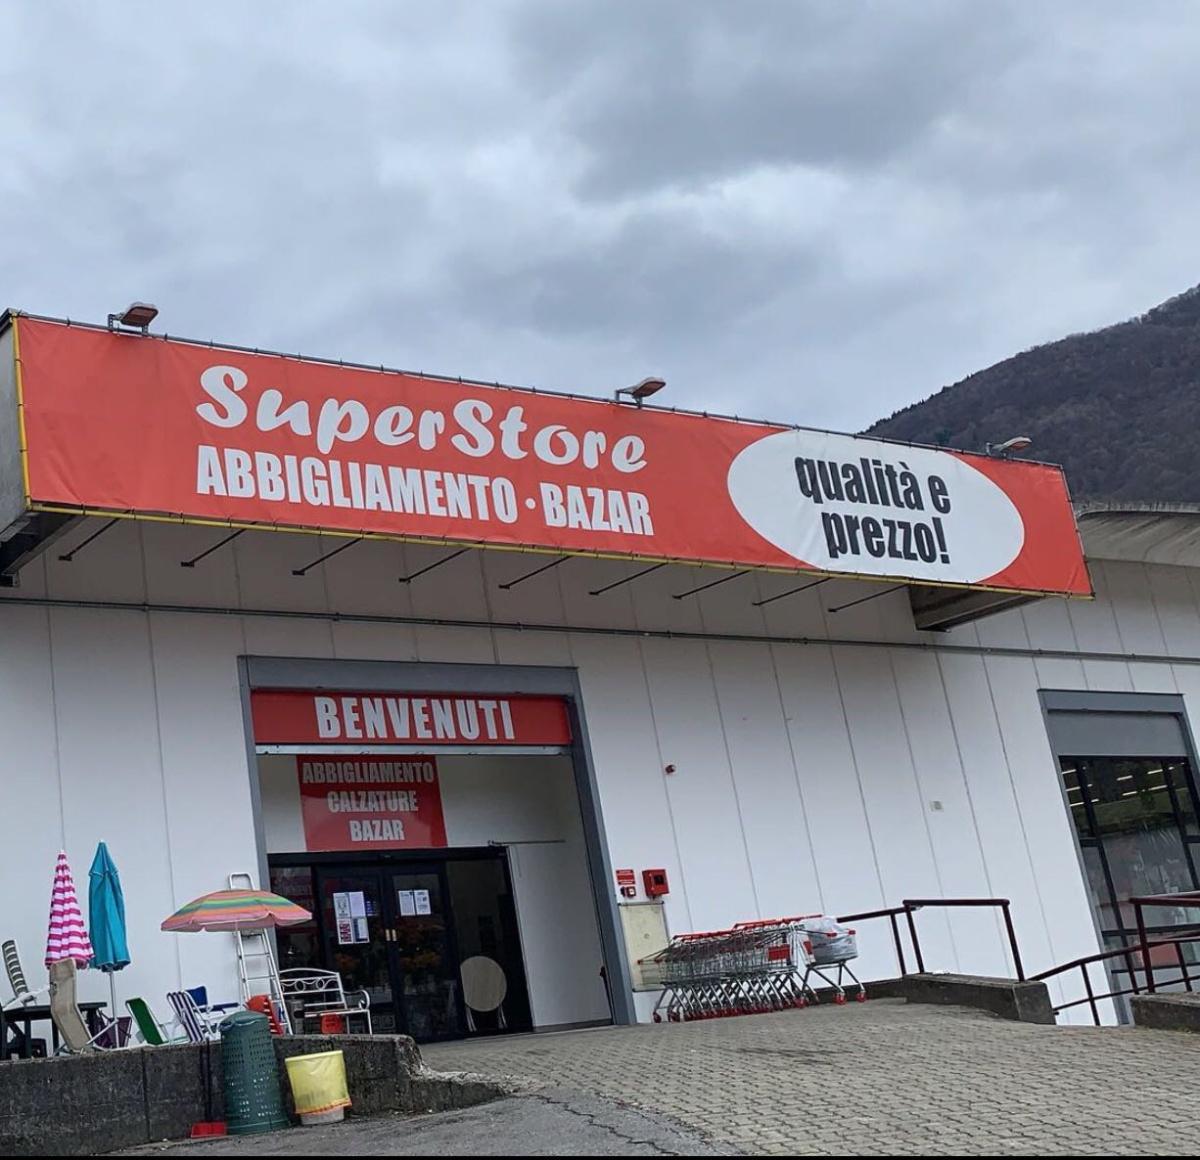 SuperStore
ABBIGLIAMENTO • BAZAR
qualità e
prezzo!
BENVENUTI
ABBIGLIAMENTO
CALZATURE
BAZAR